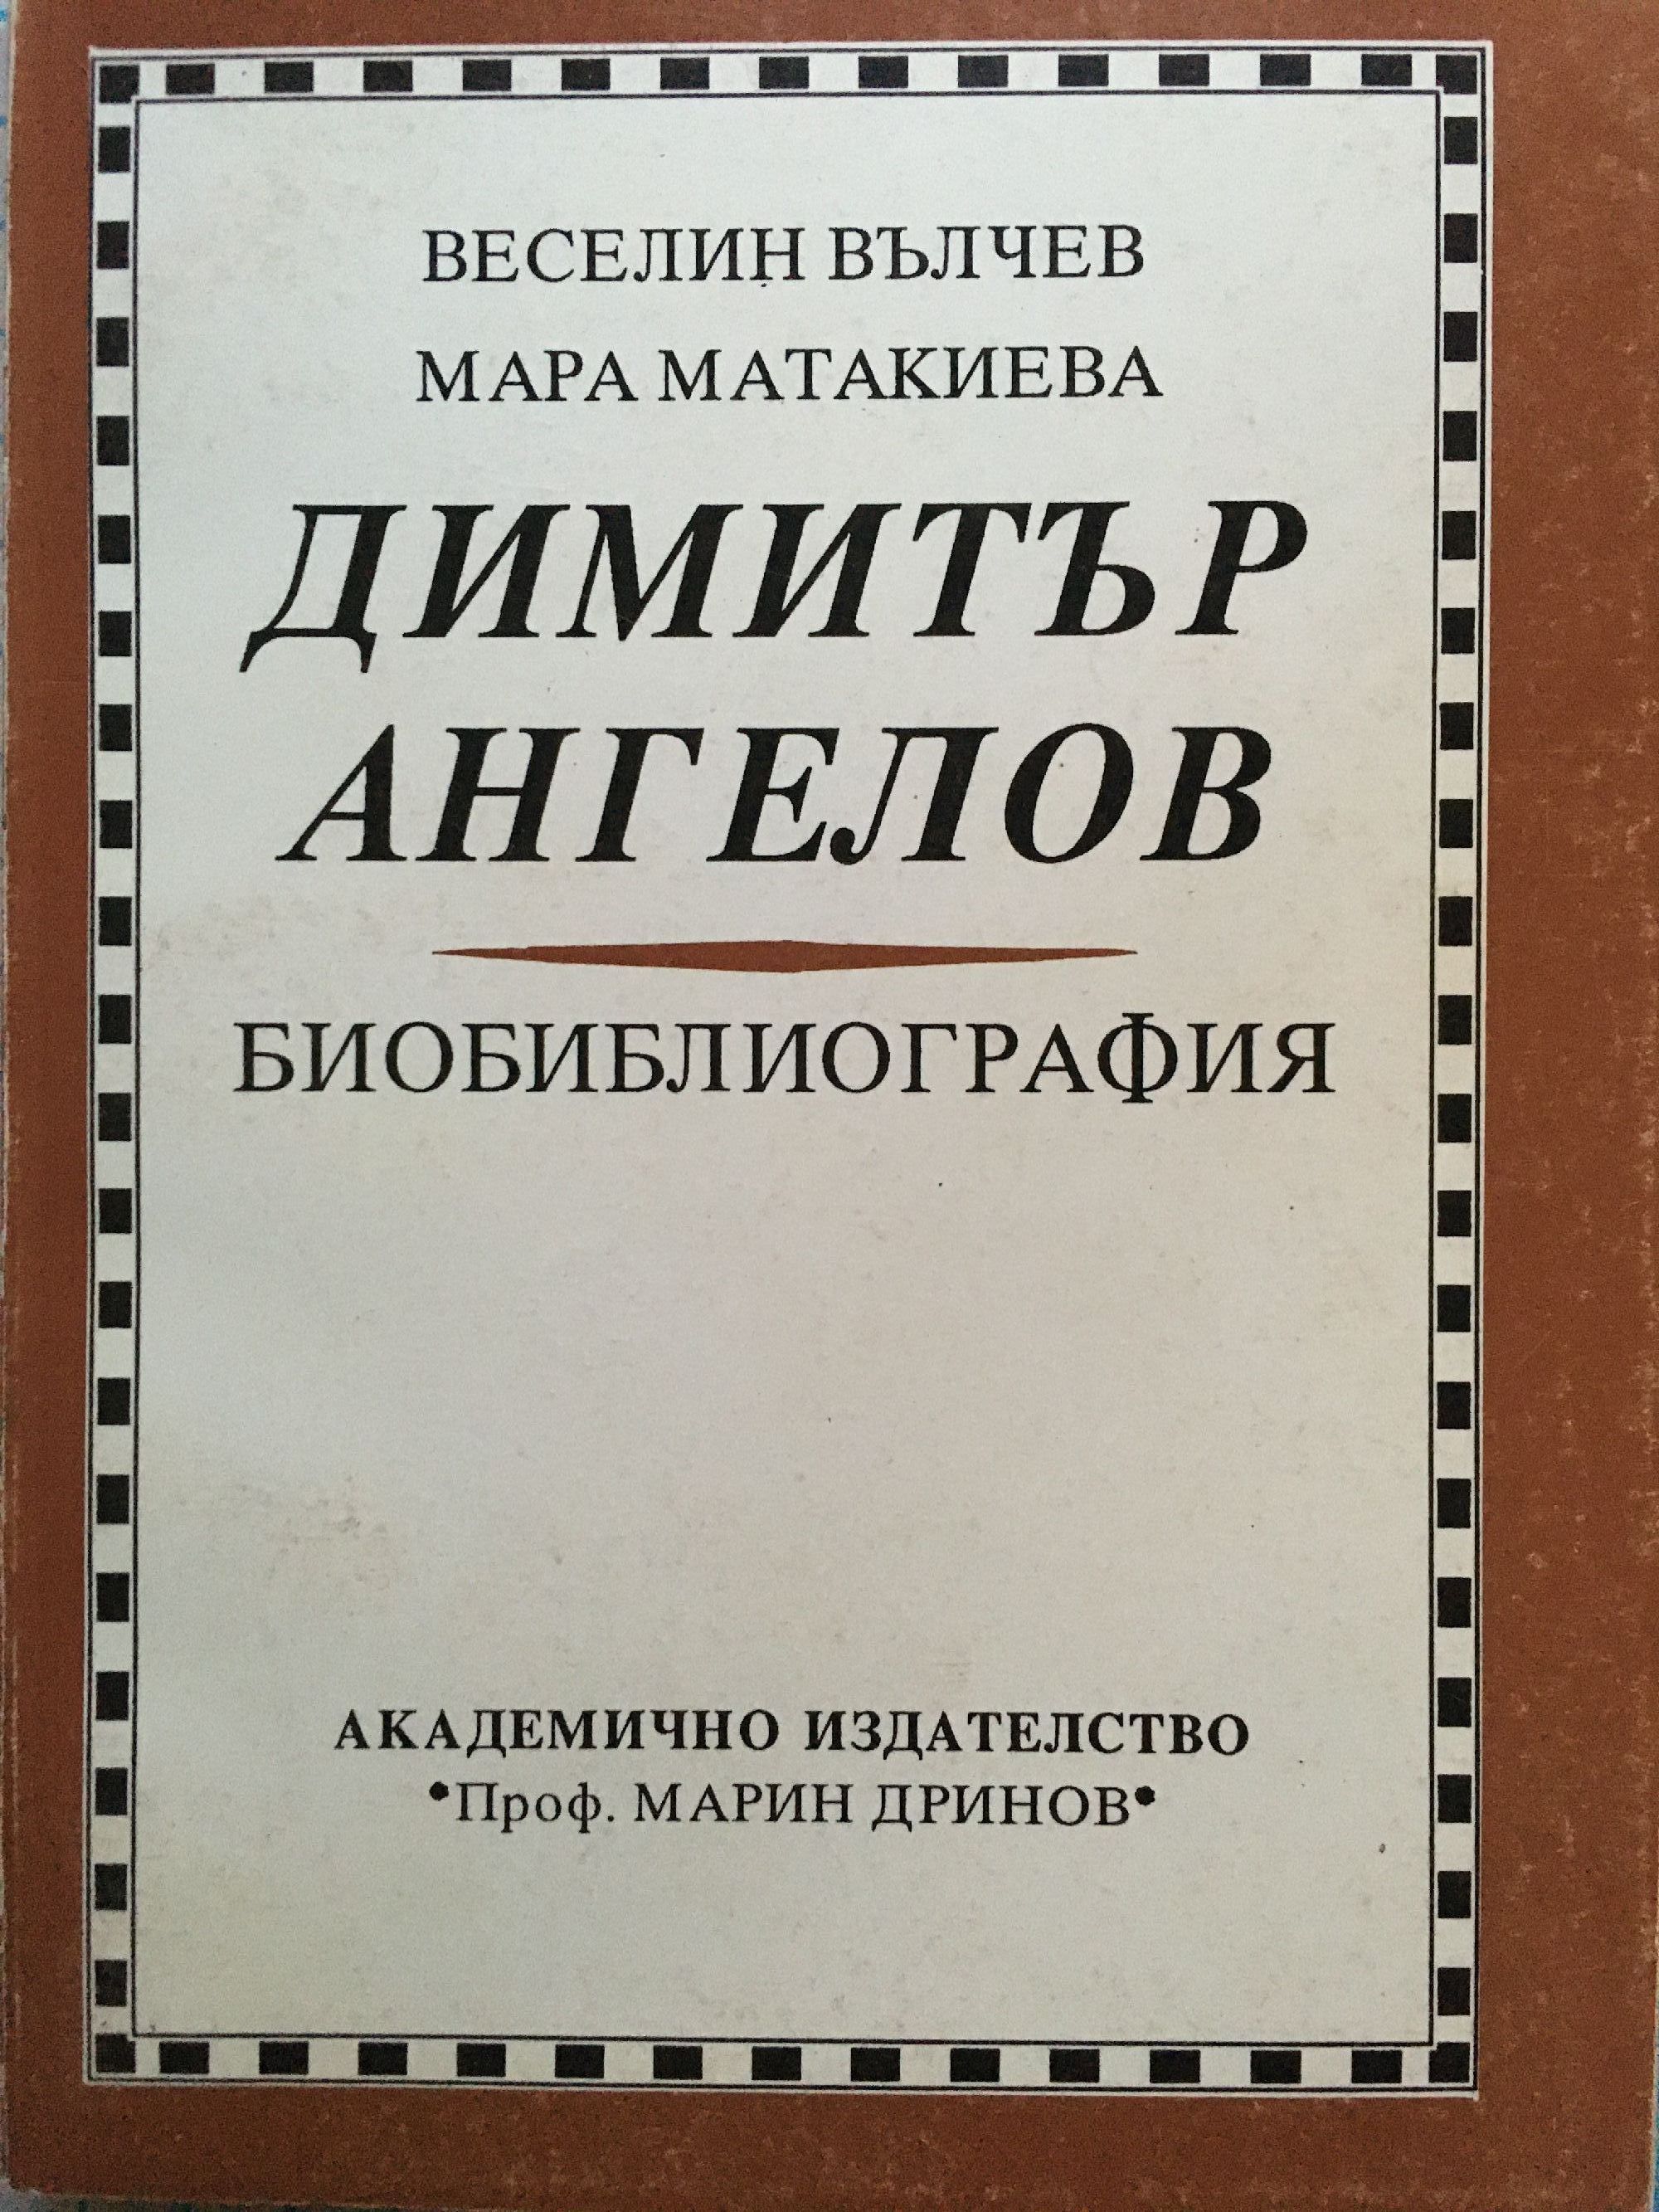 ВЕСЕЛИН ВЪЛЧЕВ
МАРА МАТАКИЕВА
ДИМИТЪР
АНГЕЛОВ
БИОБИБЛИОГРАФИЯ
АКАДЕМИЧНО ИЗДАТЕЛСТВО
•Проф. МАРИН ДРИНОВ•